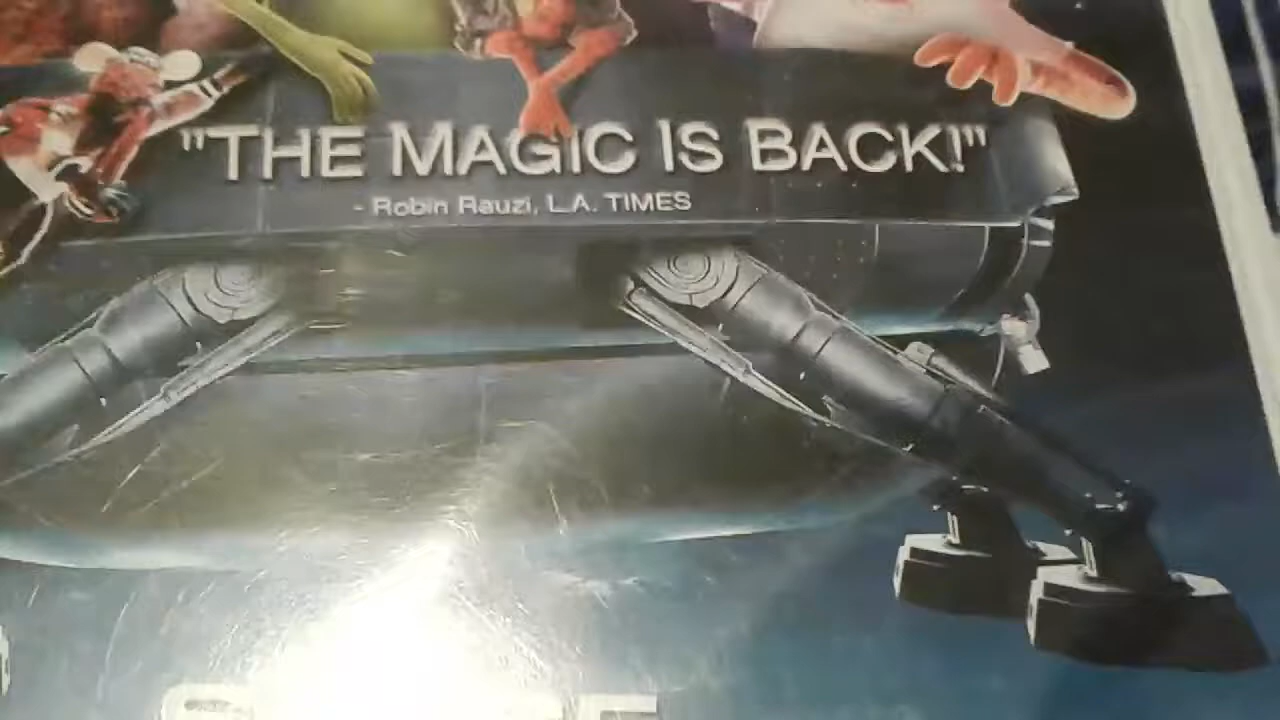 "THE MAGIC IS BACK!"
- Robin Rauzi, L.A. TIMES